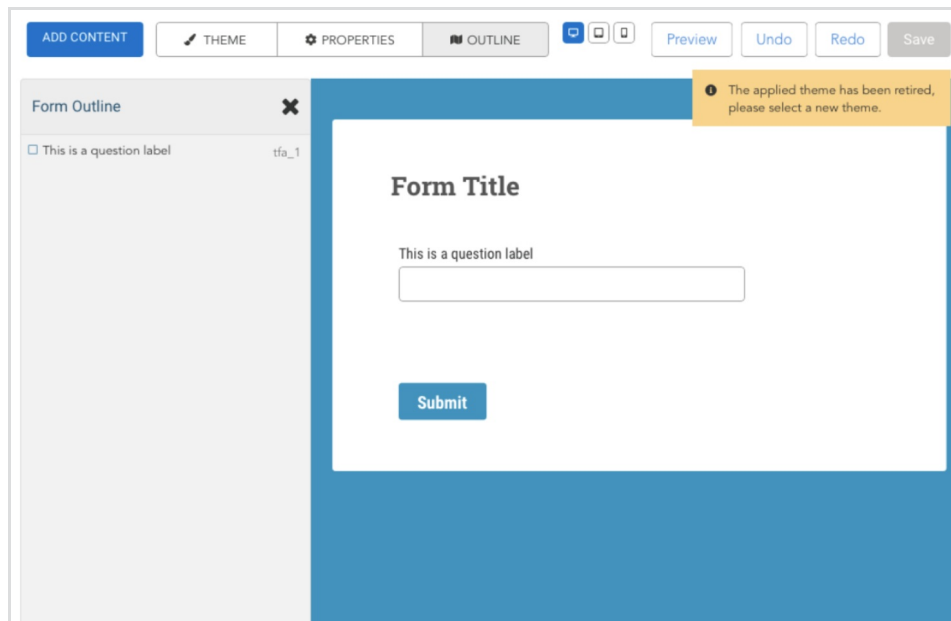 ADD CONTENT THEME PROPERTIES OUTLINE Preview Undo Redo Save
The applied theme has been retired,
please select a new theme.
Form Outline
This is a question label tfa_1
Form Title
This is a question label
Submit